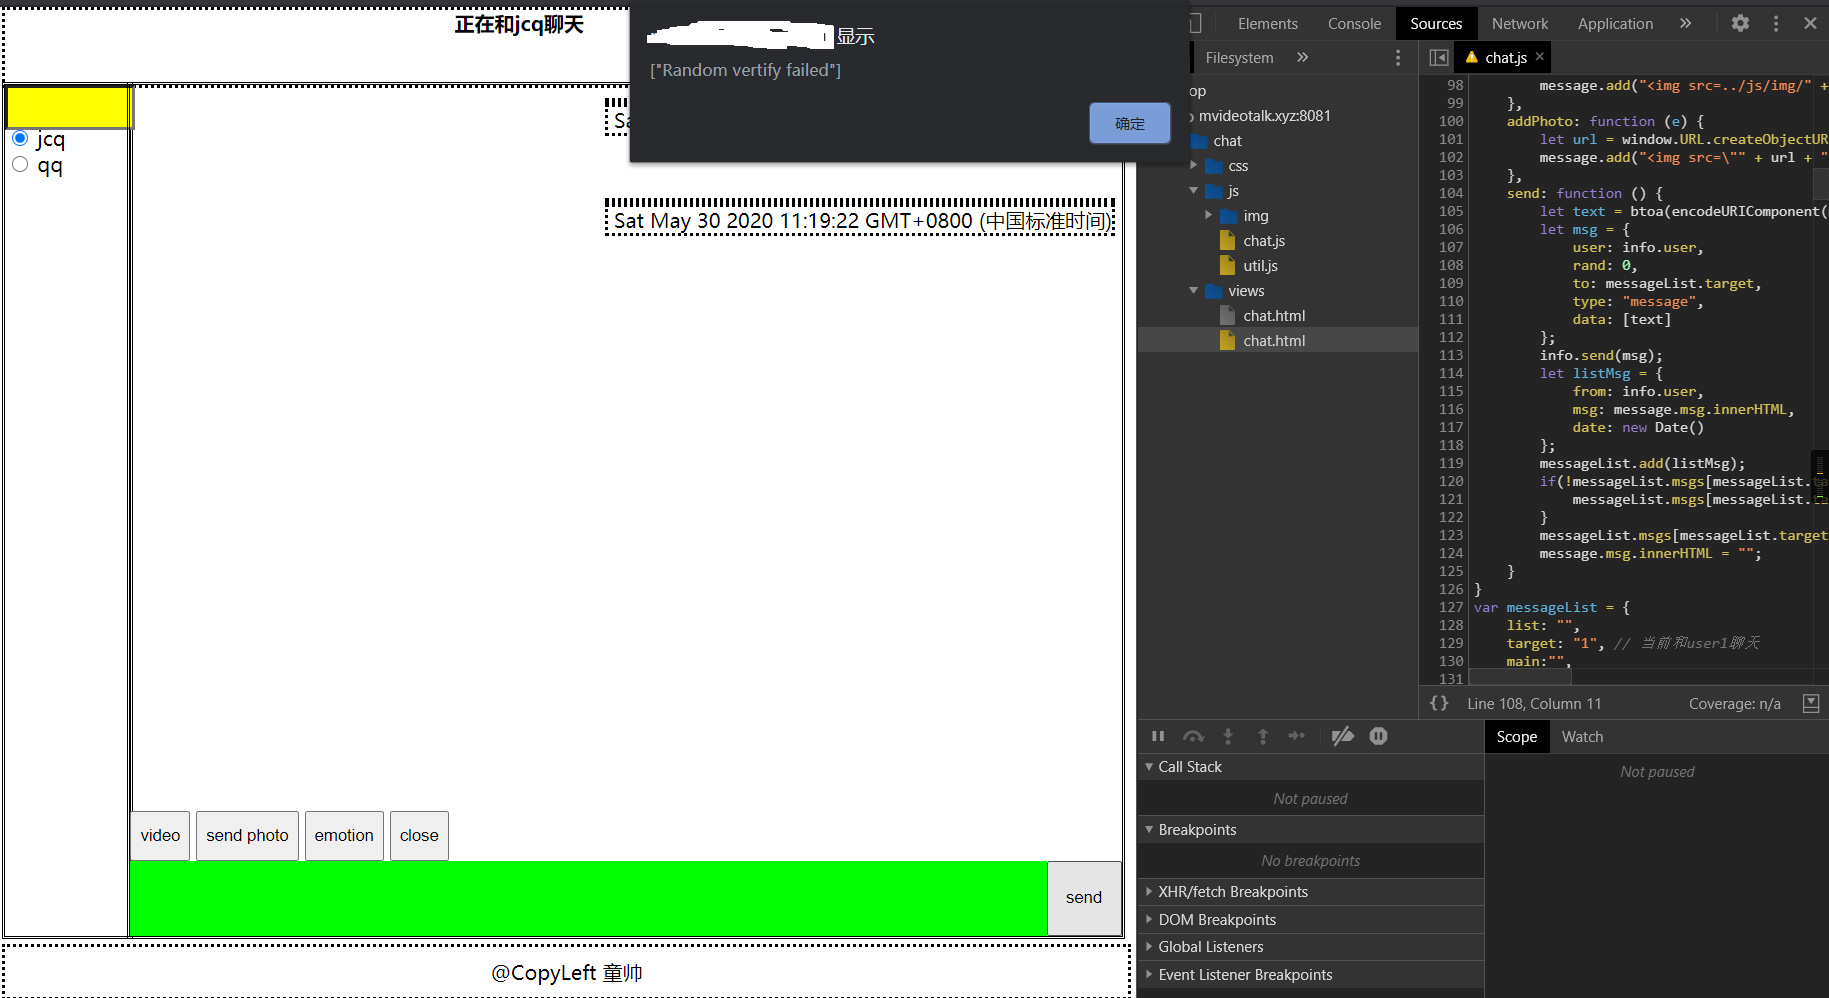 正在和jcq聊天
显示
["Random vertify failed"]
确定
jcq
qq
Sa
Sat May 30 2020 11:19:22 GMT+0800 (中国标准时间)
video
send photo
emotion
close
send
@CopyLeft 童帅
Elements
Console
Sources
Network
Application
Filesystem
chat.js
op
mvideotalk.xyz:8081
chat
css
js
img
chat.js
util.js
views
chat.html
chat.html
98 message.add("<img src=../js/img/" +
99 },
100 addPhoto: function (e) {
101 let url = window.URL.createObjectUR
102 message.add("<img src=\"" + url + "
103 },
104 send: function () {
105 let text = btoa(encodeURIComponent(
106 let msg = {
107 user: info.user,
108 rand: 0,
109 to: messageList.target,
110 type: "message",
111 data: [text]
112 };
113 info.send(msg);
114 let listMsg = {
115 from: info.user,
116 msg: message.msg.innerHTML,
117 date: new Date()
118 };
119 messageList.add(listMsg);
120 if(!messageList.msgs[messageList.ta
121 messageList.msgs[messageList.ta
122 }
123 messageList.msgs[messageList.target
124 message.msg.innerHTML = "";
125 }
126 }
127 var messageList = {
128 list: "",
129 target: "1", // 当前和user1聊天
130 main:"",
131
{} Line 108, Column 11
Coverage: n/a
Scope
Watch
Not paused
Call Stack
Not paused
Breakpoints
No breakpoints
XHR/fetch Breakpoints
DOM Breakpoints
Global Listeners
Event Listener Breakpoints